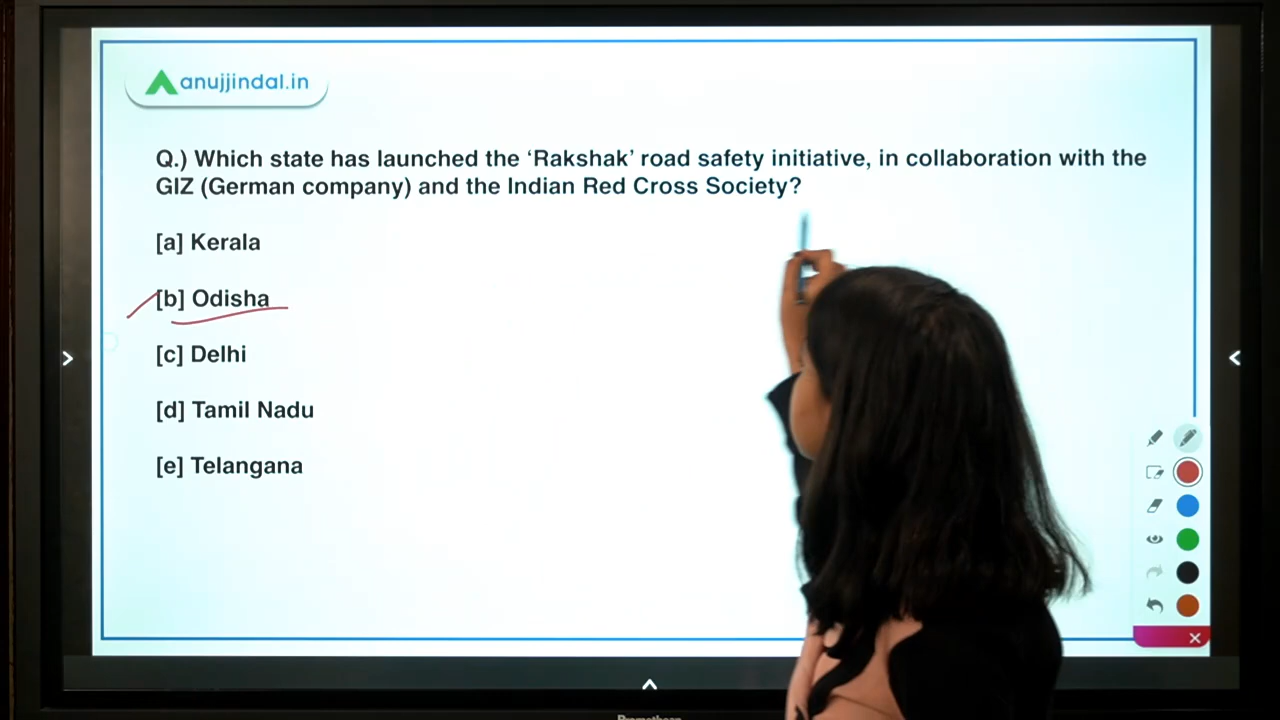 anujjindal.in
Q.) Which state has launched the ‘Rakshak’ road safety initiative, in collaboration with the
GIZ (German company) and the Indian Red Cross Society?
[a] Kerala
[b] Odisha
[c] Delhi
[d] Tamil Nadu
[e] Telangana